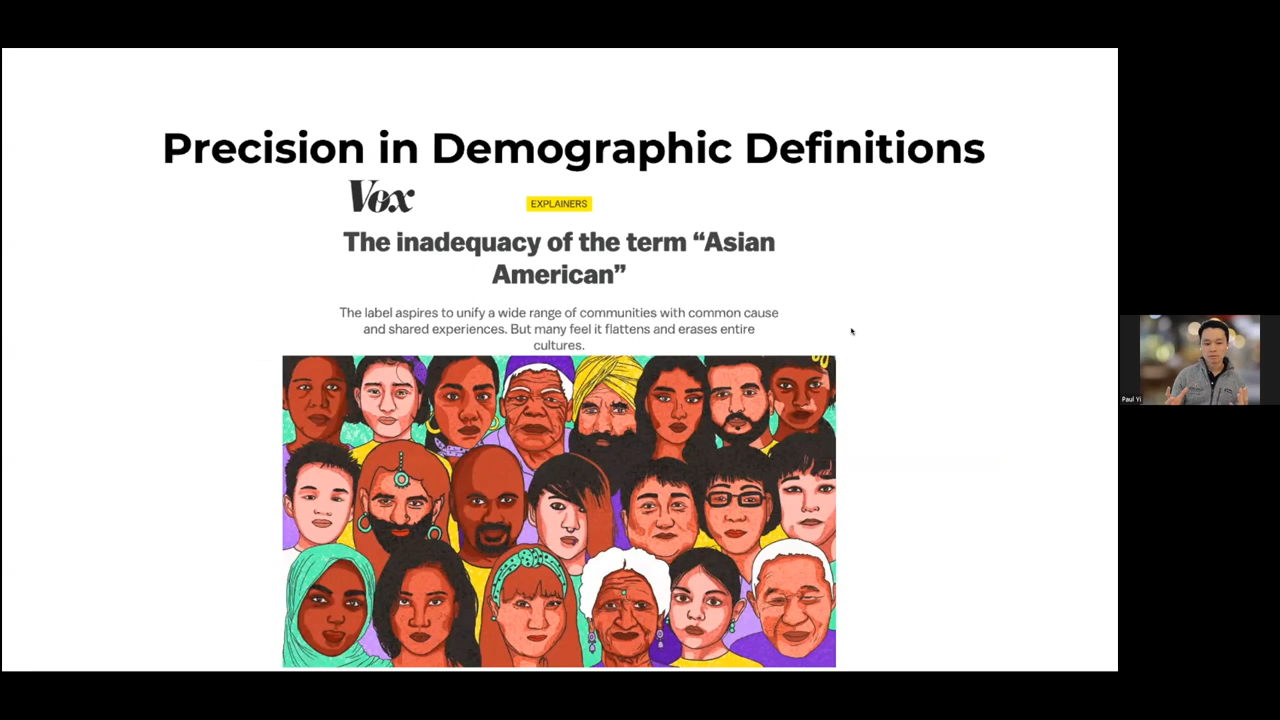 Precision in Demographic Definitions
Vox
EXPLAINERS
The inadequacy of the term “Asian
American”
The label aspires to unify a wide range of communities with common cause
and shared experiences. But many feel it flattens and erases entire
cultures.
Paul Yi